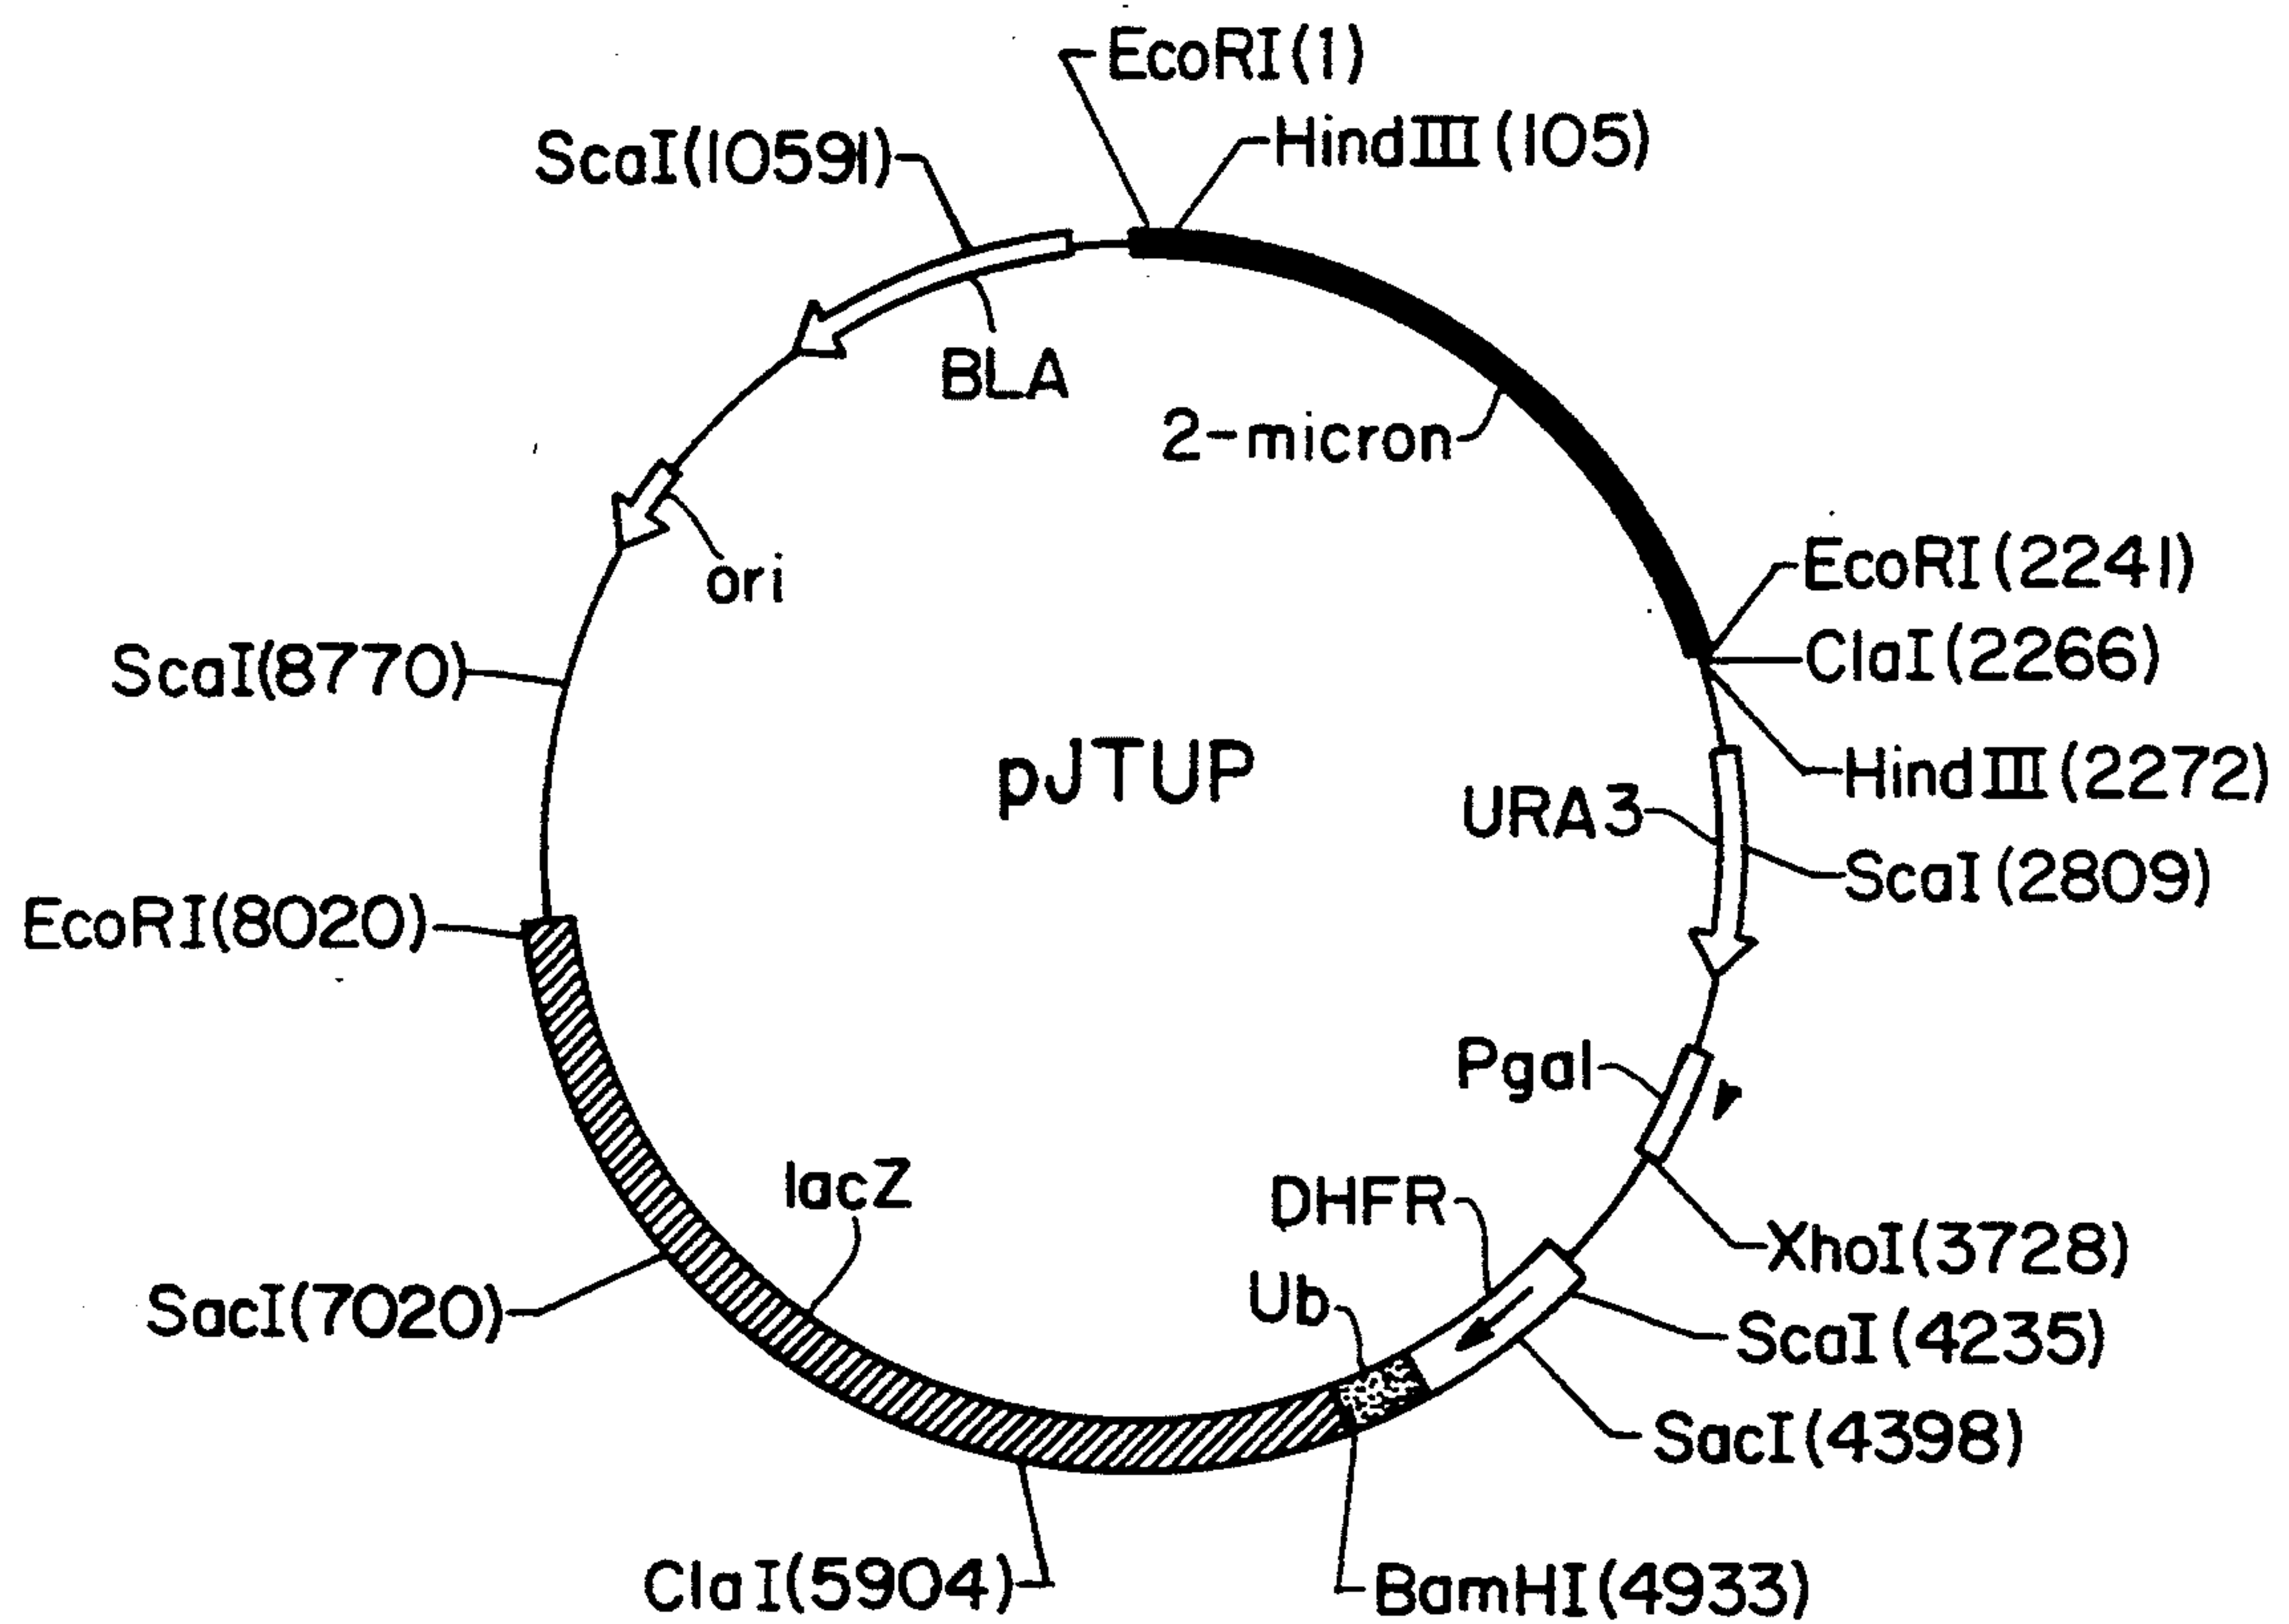 EcoRI(1)
HindIII(105)
ScaI(10591)
BLA
2-micron
EcoRI(2241)
ori
ClaI(2266)
ScaI(8770)
pJTUP
HindIII(2272)
URA3
ScaI(2809)
EcoRI(8020)
Pgal
lacZ
DHFR
XhoI(3728)
Ub
SacI(7020)
ScaI(4235)
SacI(4398)
ClaI(5904)
BamHI(4933)